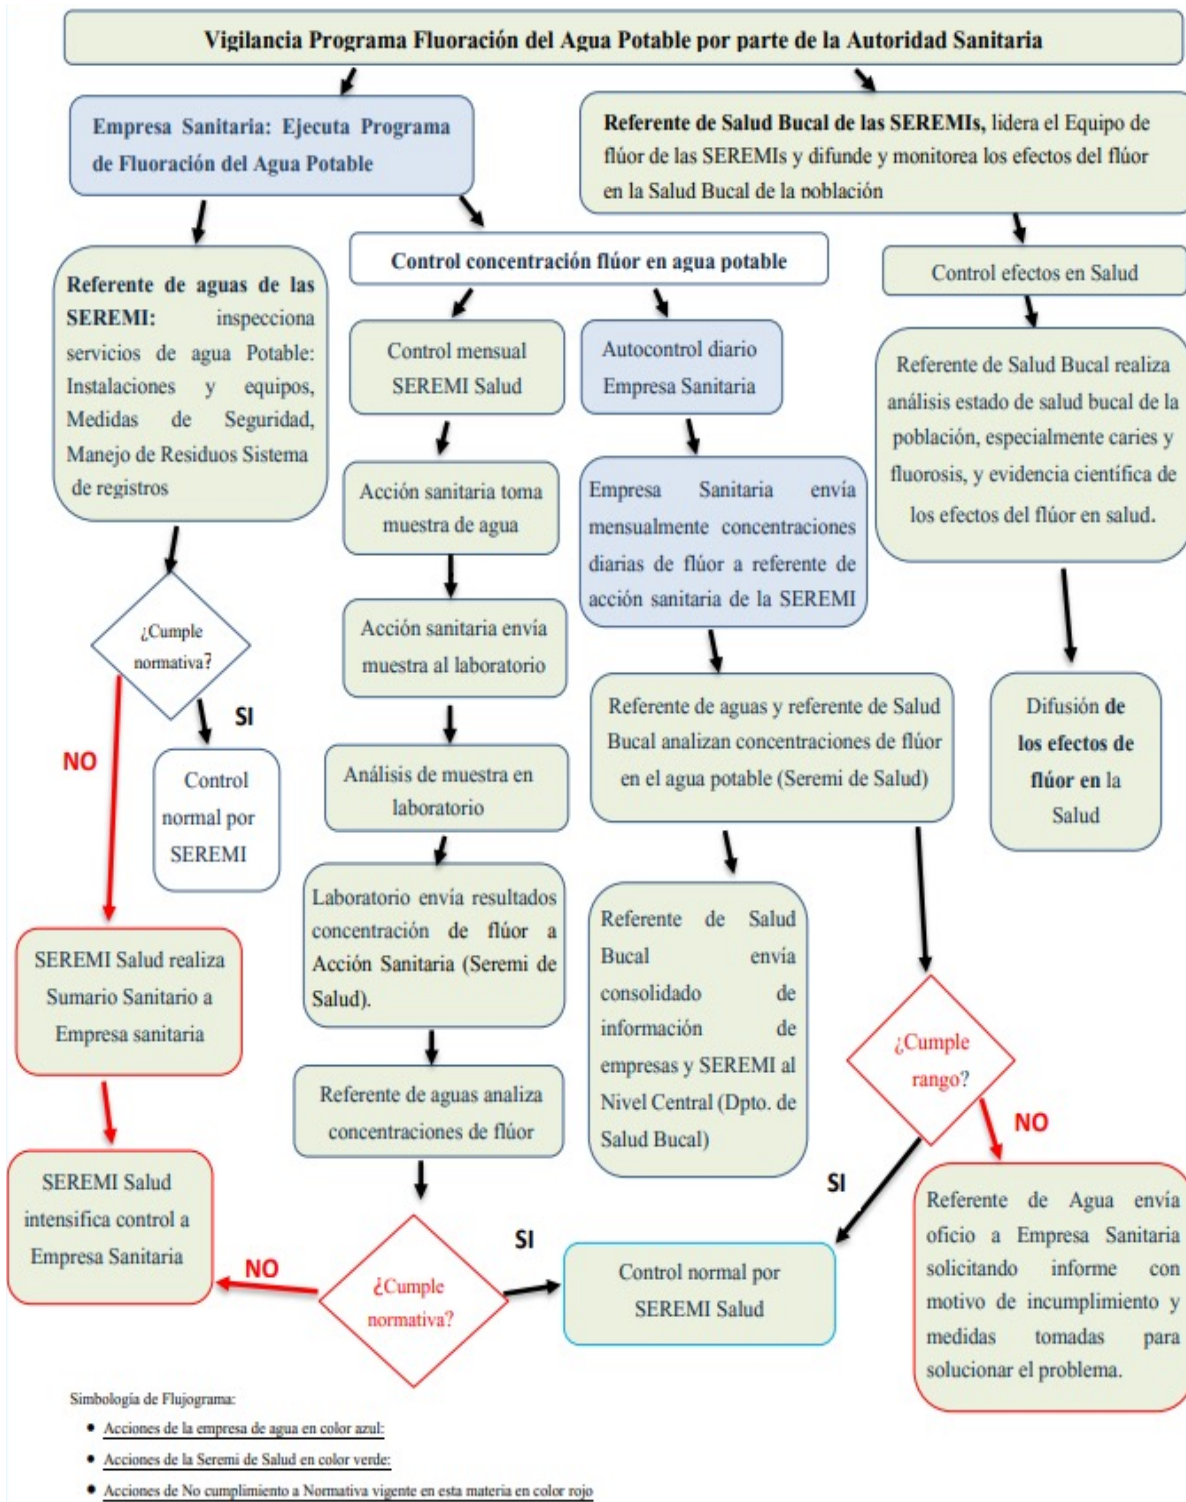 Vigilancia Programa Fluoración del Agua Potable por parte de la Autoridad Sanitaria
Empresa Sanitaria: Ejecuta Programa
de Fluoración del Agua Potable
Referente de Salud Bucal de las SEREMIs, lidera el Equipo de
flúor de las SEREMIs y difunde y monitorea los efectos del flúor
en la Salud Bucal de la población
Referente de aguas de las
SEREMI: inspecciona
servicios de agua Potable:
Instalaciones y equipos,
Medidas de Seguridad,
Manejo de Residuos Sistema
de registros
Control concentración flúor en agua potable
Control efectos en Salud
Control mensual
SEREMI Salud
Autocontrol diario
Empresa Sanitaria
Referente de Salud Bucal realiza
análisis estado de salud bucal de la
población, especialmente caries y
fluorosis, y evidencia científica de
los efectos del flúor en salud.
Acción sanitaria toma
muestra de agua
Empresa Sanitaria envía
mensualmente concentraciones
diarias de flúor a referente de
acción sanitaria de la SEREMI
¿Cumple
normativa?
Acción sanitaria envía
muestra al laboratorio
SI
NO
Control
normal por
SEREMI
Análisis de muestra en
laboratorio
Referente de aguas y referente de Salud
Bucal analizan concentraciones de flúor
en el agua potable (Seremi de Salud)
Difusión de
los efectos de
flúor en la
Salud
Laboratorio envía resultados
concentración de flúor a
Acción Sanitaria (Seremi de
Salud).
Referente de Salud
Bucal envía
consolidado de
información de
empresas y SEREMI al
Nivel Central (Dpto. de
Salud Bucal)
SEREMI Salud realiza
Sumario Sanitario a
Empresa sanitaria
¿Cumple
rango?
Referente de aguas analiza
concentraciones de flúor
NO
SI
SEREMI Salud
intensifica control a
Empresa Sanitaria
Referente de Agua envía
oficio a Empresa Sanitaria
solicitando informe con
motivo de incumplimiento y
medidas tomadas para
solucionar el problema.
NO
¿Cumple
normativa?
SI
Control normal por
SEREMI Salud
Simbología de Flujograma:
● Acciones de la empresa de agua en color azul:
● Acciones de la Seremi de Salud en color verde:
● Acciones de No cumplimiento a Normativa vigente en esta materia en color rojo